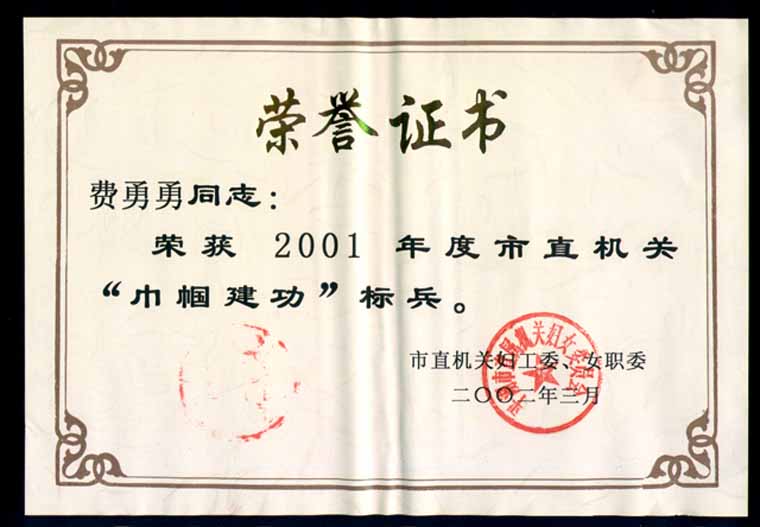 荣誉证书
费勇勇同志：
荣获 2001 年度市直机关
“巾帼建功”标兵。
市直机关妇工委、女职委
二〇〇二年三月